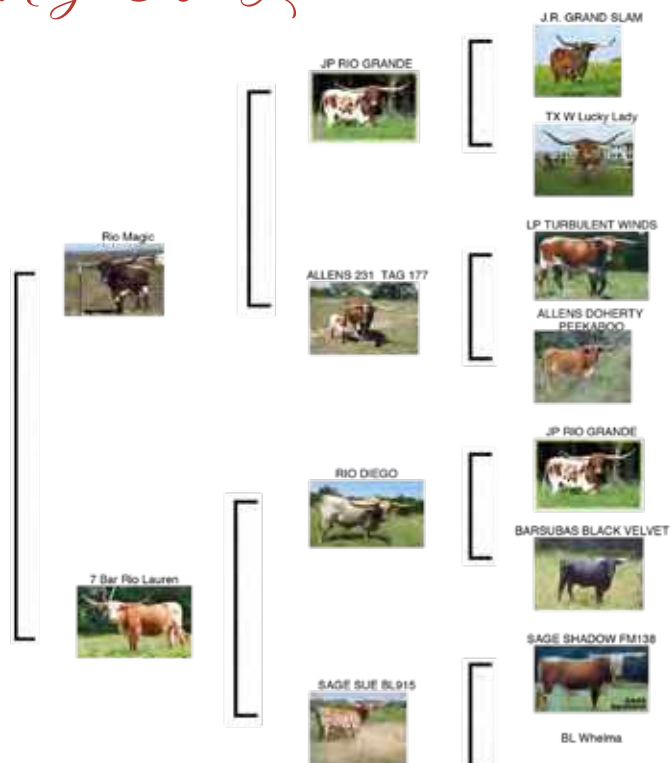 J.R. GRAND SLAM
JP RIO GRANDE
TX W Lucky Lady
LP TURBULENT WINDS
Rio Magic
ALLENS 231 TAG 177
ALLENS DOHERTY
PEEKABOO
JP RIO GRANDE
RIO DIEGO
BARSUBAS BLACK VELVET
7 Bar Rio Lauren
SAGE SHADOW FM138
SAGE SUE BL915
BL Whelma